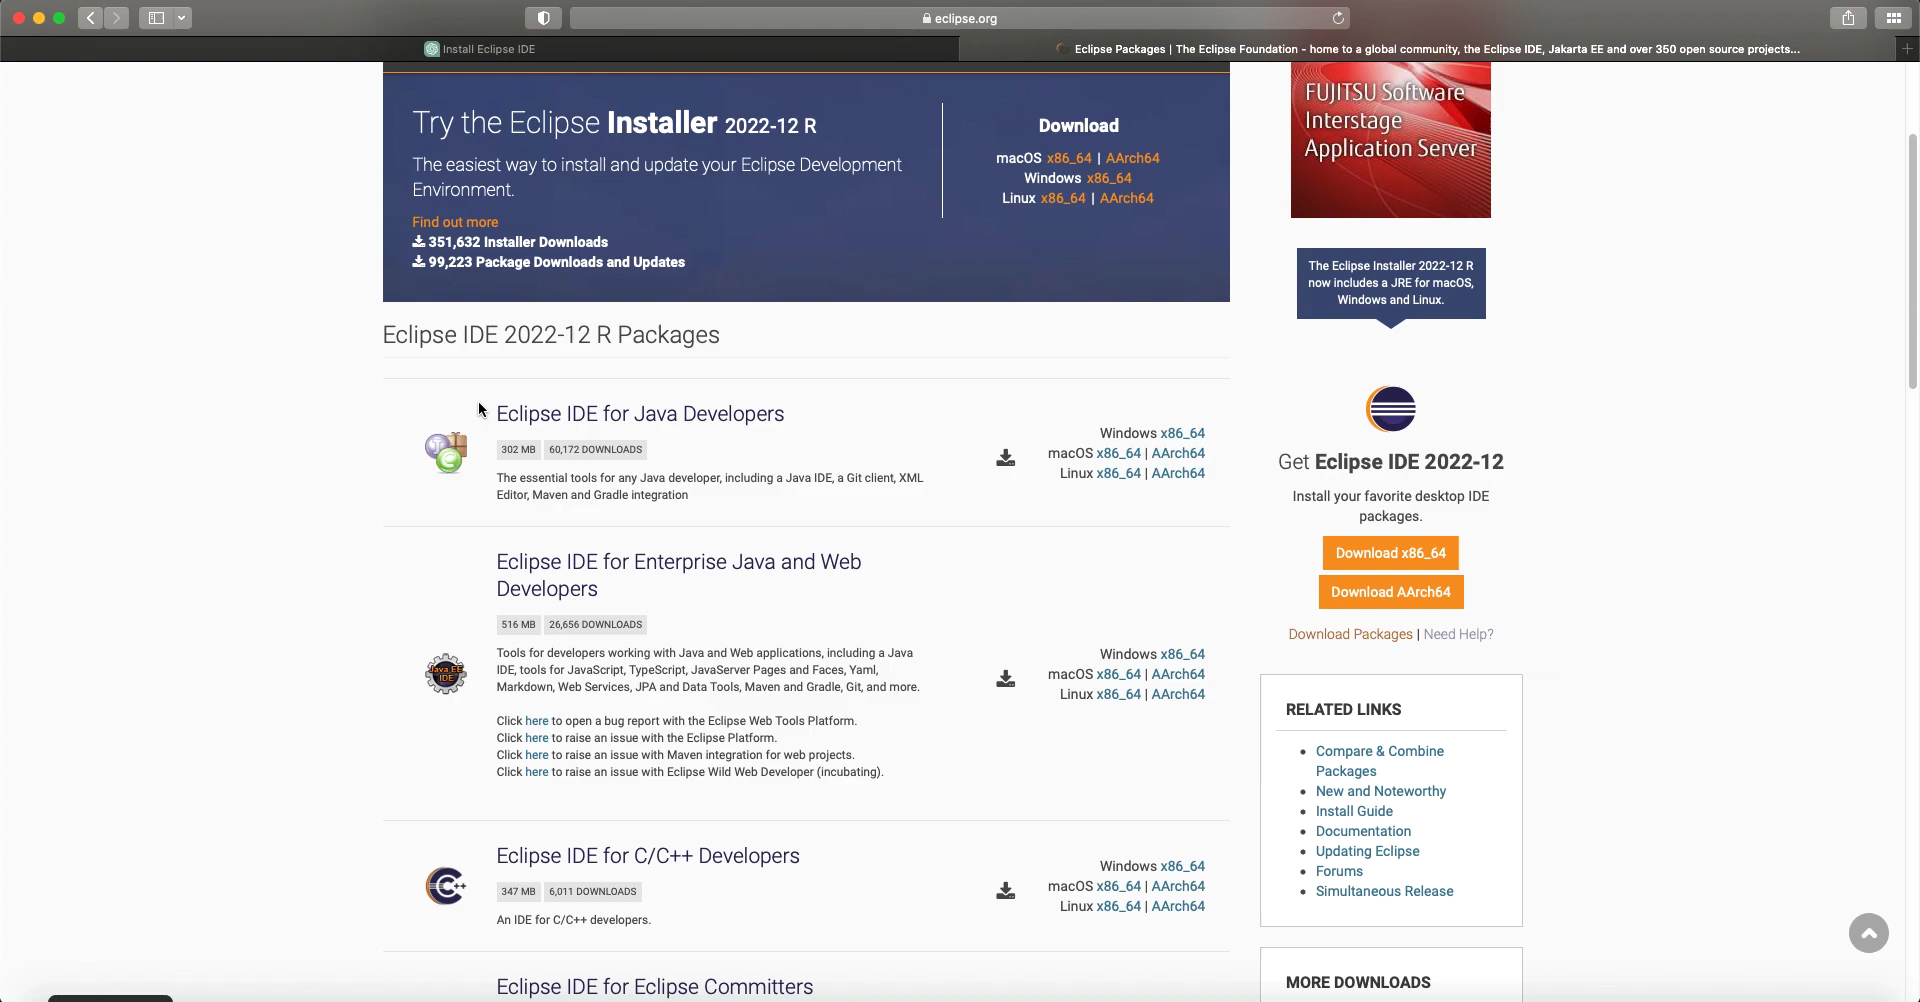 eclipse.org
Install Eclipse IDE
Eclipse Packages | The Eclipse Foundation - home to a global community, the Eclipse IDE, Jakarta EE and over 350 open source projects...
Try the Eclipse Installer 2022-12 R
The easiest way to install and update your Eclipse Development
Environment.
Find out more
351,632 Installer Downloads
99,223 Package Downloads and Updates
Download
macOS x86_64 | AArch64
Windows x86_64
Linux x86_64 | AArch64
Eclipse IDE 2022-12 R Packages
Eclipse IDE for Java Developers
302 MB 60,172 DOWNLOADS
The essential tools for any Java developer, including a Java IDE, a Git client, XML
Editor, Maven and Gradle integration
Windows x86_64
macOS x86_64 | AArch64
Linux x86_64 | AArch64
Eclipse IDE for Enterprise Java and Web
Developers
516 MB 26,656 DOWNLOADS
Java EE
IDE
Tools for developers working with Java and Web applications, including a Java
IDE, tools for JavaScript, TypeScript, JavaServer Pages and Faces, Yaml,
Markdown, Web Services, JPA and Data Tools, Maven and Gradle, Git, and more.
Click here to open a bug report with the Eclipse Web Tools Platform.
Click here to raise an issue with the Eclipse Platform.
Click here to raise an issue with Maven integration for web projects.
Click here to raise an issue with Eclipse Wild Web Developer (incubating).
Windows x86_64
macOS x86_64 | AArch64
Linux x86_64 | AArch64
C++
Eclipse IDE for C/C++ Developers
347 MB 6,011 DOWNLOADS
An IDE for C/C++ developers.
Windows x86_64
macOS x86_64 | AArch64
Linux x86_64 | AArch64
Eclipse IDE for Eclipse Committers
FUJITSU Software
Interstage
Application Server
The Eclipse Installer 2022-12 R
now includes a JRE for macOS,
Windows and Linux.
Get Eclipse IDE 2022-12
Install your favorite desktop IDE
packages.
Download x86_64
Download AArch64
Download Packages | Need Help?
RELATED LINKS
Compare & Combine
Packages
New and Noteworthy
Install Guide
Documentation
Updating Eclipse
Forums
Simultaneous Release
MORE DOWNLOADS